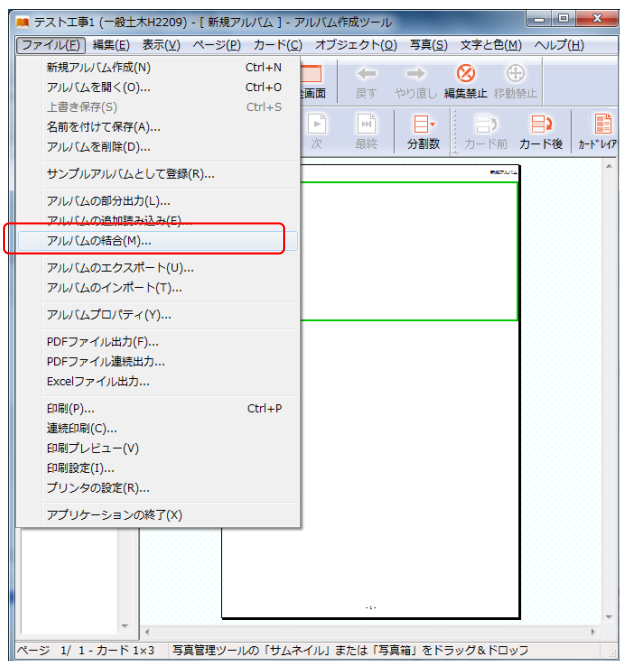 テスト工事1 (一般土木H2209) - [ 新規アルバム ] - アルバム作成ツール
ファイル(F) 編集(E) 表示(V) ページ(P) カード(C) オブジェクト(O) 写真(S) 文字と色(M) ヘルプ(H)
新規アルバム作成(N) Ctrl+N
アルバムを開く(O)... Ctrl+O
上書き保存(S) Ctrl+S
名前を付けて保存(A)...
アルバムを削除(D)...
サンプルアルバムとして登録(R)...
アルバムの部分出力(L)...
アルバムの追加読み込み(E)...
アルバムの結合(M)...
アルバムのエクスポート(U)...
アルバムのインポート(T)...
アルバムプロパティ(Y)...
PDFファイル出力(F)...
PDFファイル連続出力...
Excelファイル出力...
印刷(P)... Ctrl+P
連続印刷(C)...
印刷プレビュー(V)
印刷設定(I)...
プリンタの設定(R)...
アプリケーションの終了(X)
画面 戻す やり直し 編集禁止 移動禁止
次 最終 分割数 カード前 カード後 ｶｰﾄﾞﾚｲｱ
新規アルバム
- 1 -
ページ 1/ 1 - カード 1×3 写真管理ツールの「サムネイル」または「写真箱」をドラッグ&ドロップ